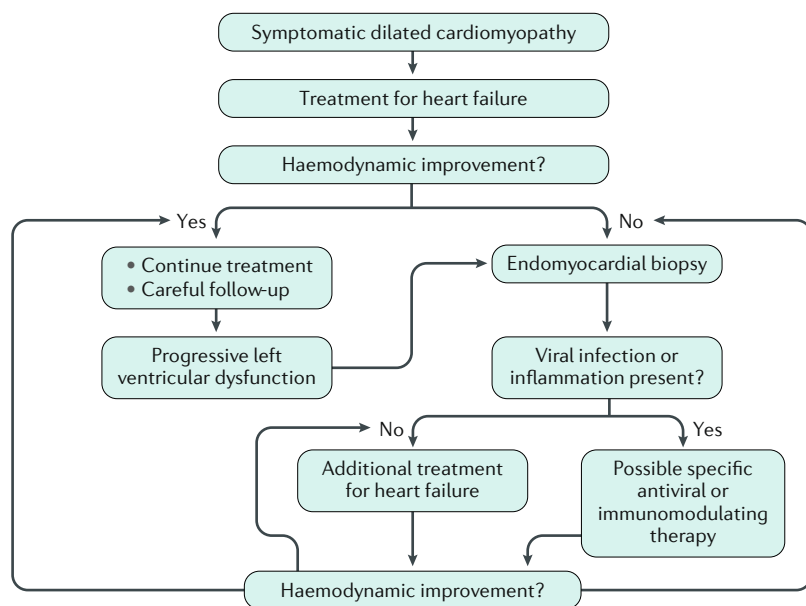 Symptomatic dilated cardiomyopathy
Treatment for heart failure
Haemodynamic improvement?
Yes
No
• Continue treatment
• Careful follow-up
Endomyocardial biopsy
Progressive left
ventricular dysfunction
Viral infection or
inflammation present?
No
Yes
Additional treatment
for heart failure
Possible specific
antiviral or
immunomodulating
therapy
Haemodynamic improvement?